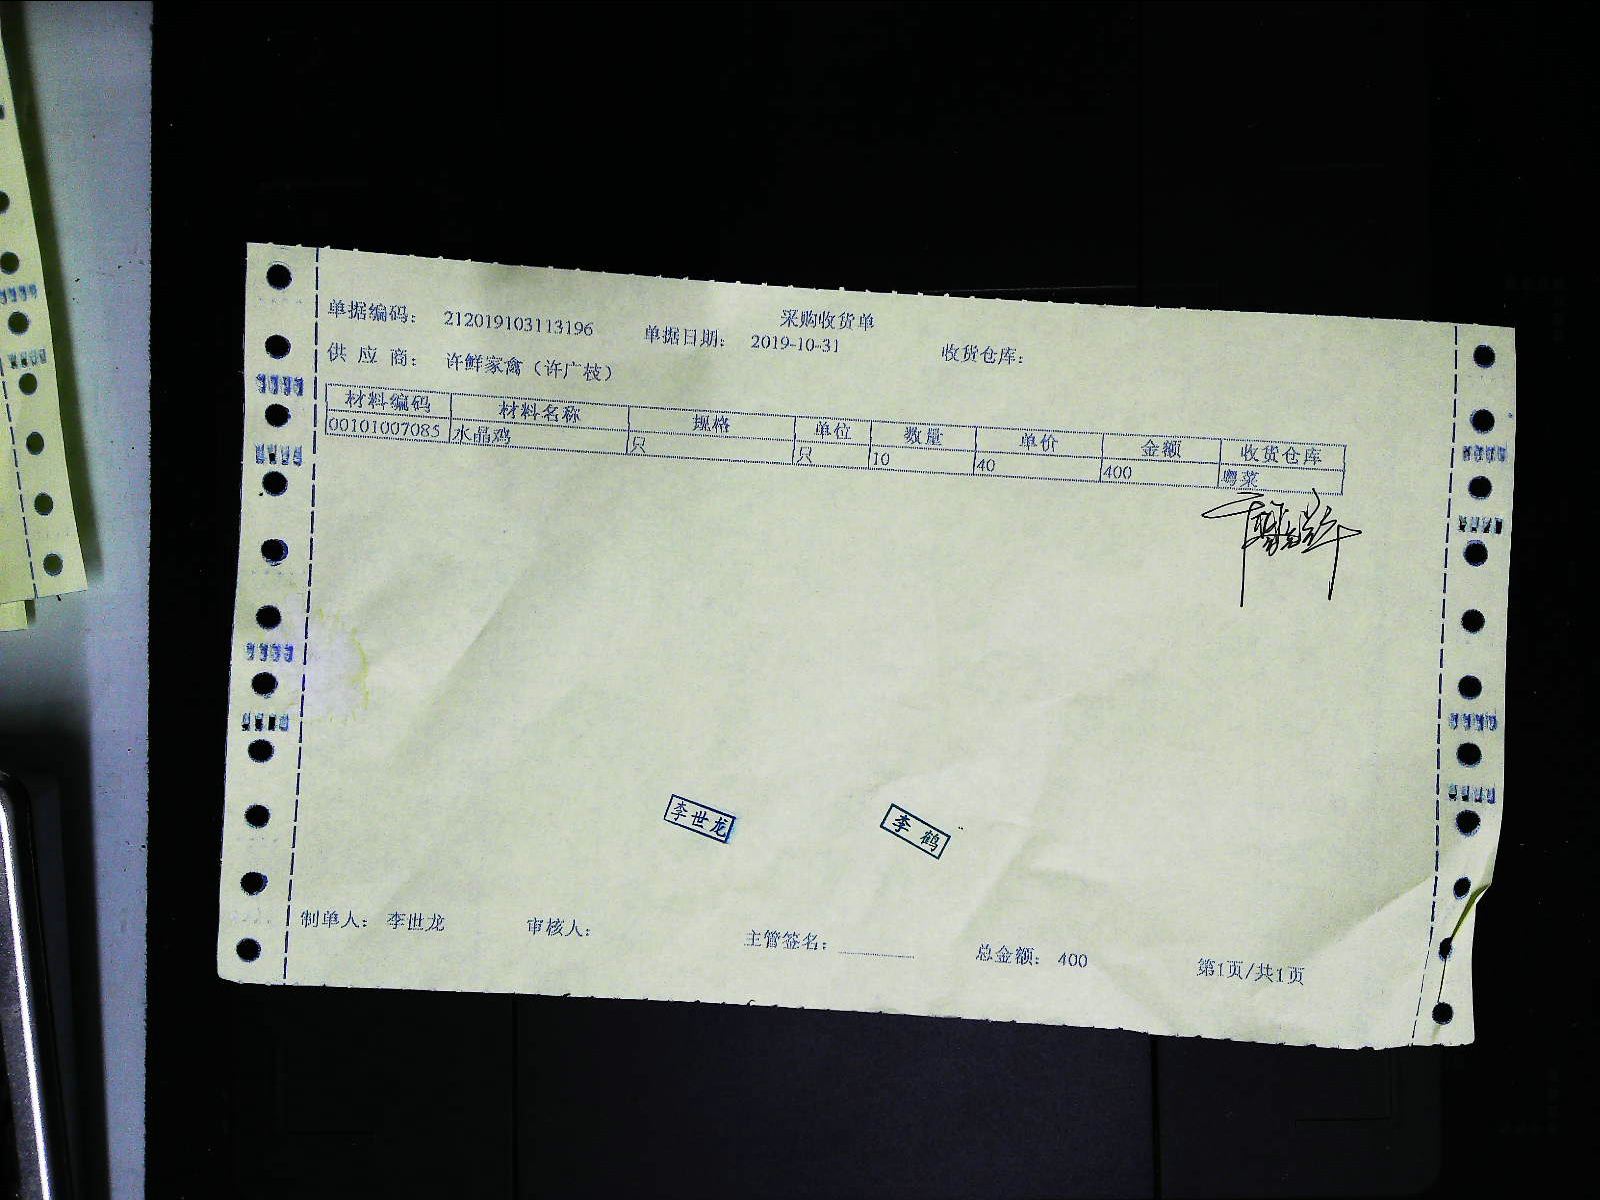 采购收货单
单据编码： 212019103113196 单据日期： 2019-10-31 收货仓库：
供 应 商： 许鲜家禽（许广枝）
材料编码 材料名称 规格 单位 数量 单价 金额 收货仓库
00101007085 水晶鸡 只 只 10 40 400 粤菜
李世龙 李鹤
制单人： 李世龙 审核人： 主管签名： 总金额： 400 第1页/共1页